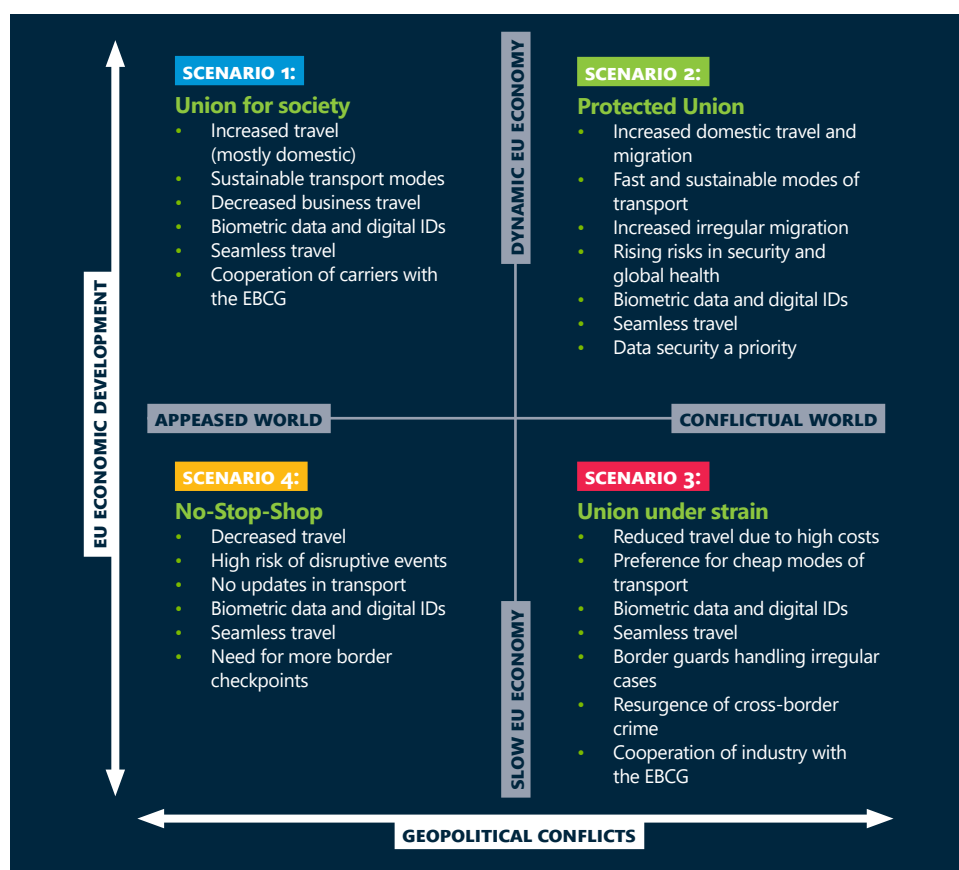 SCENARIO 1:
Union for society
• Increased travel
(mostly domestic)
• Sustainable transport modes
• Decreased business travel
• Biometric data and digital IDs
• Seamless travel
• Cooperation of carriers with
the EBCG
DYNAMIC EU ECONOMY
SCENARIO 2:
Protected Union
• Increased domestic travel and
migration
• Fast and sustainable modes of
transport
• Increased irregular migration
• Rising risks in security and
global health
• Biometric data and digital IDs
• Seamless travel
• Data security a priority
EU ECONOMIC DEVELOPMENT
APPEASED WORLD
CONFLICTUAL WORLD
SCENARIO 4:
No-Stop-Shop
• Decreased travel
• High risk of disruptive events
• No updates in transport
• Biometric data and digital IDs
• Seamless travel
• Need for more border
checkpoints
SLOW EU ECONOMY
SCENARIO 3:
Union under strain
• Reduced travel due to high costs
• Preference for cheap modes of
transport
• Biometric data and digital IDs
• Seamless travel
• Border guards handling irregular
cases
• Resurgence of cross-border
crime
• Cooperation of industry with
the EBCG
GEOPOLITICAL CONFLICTS